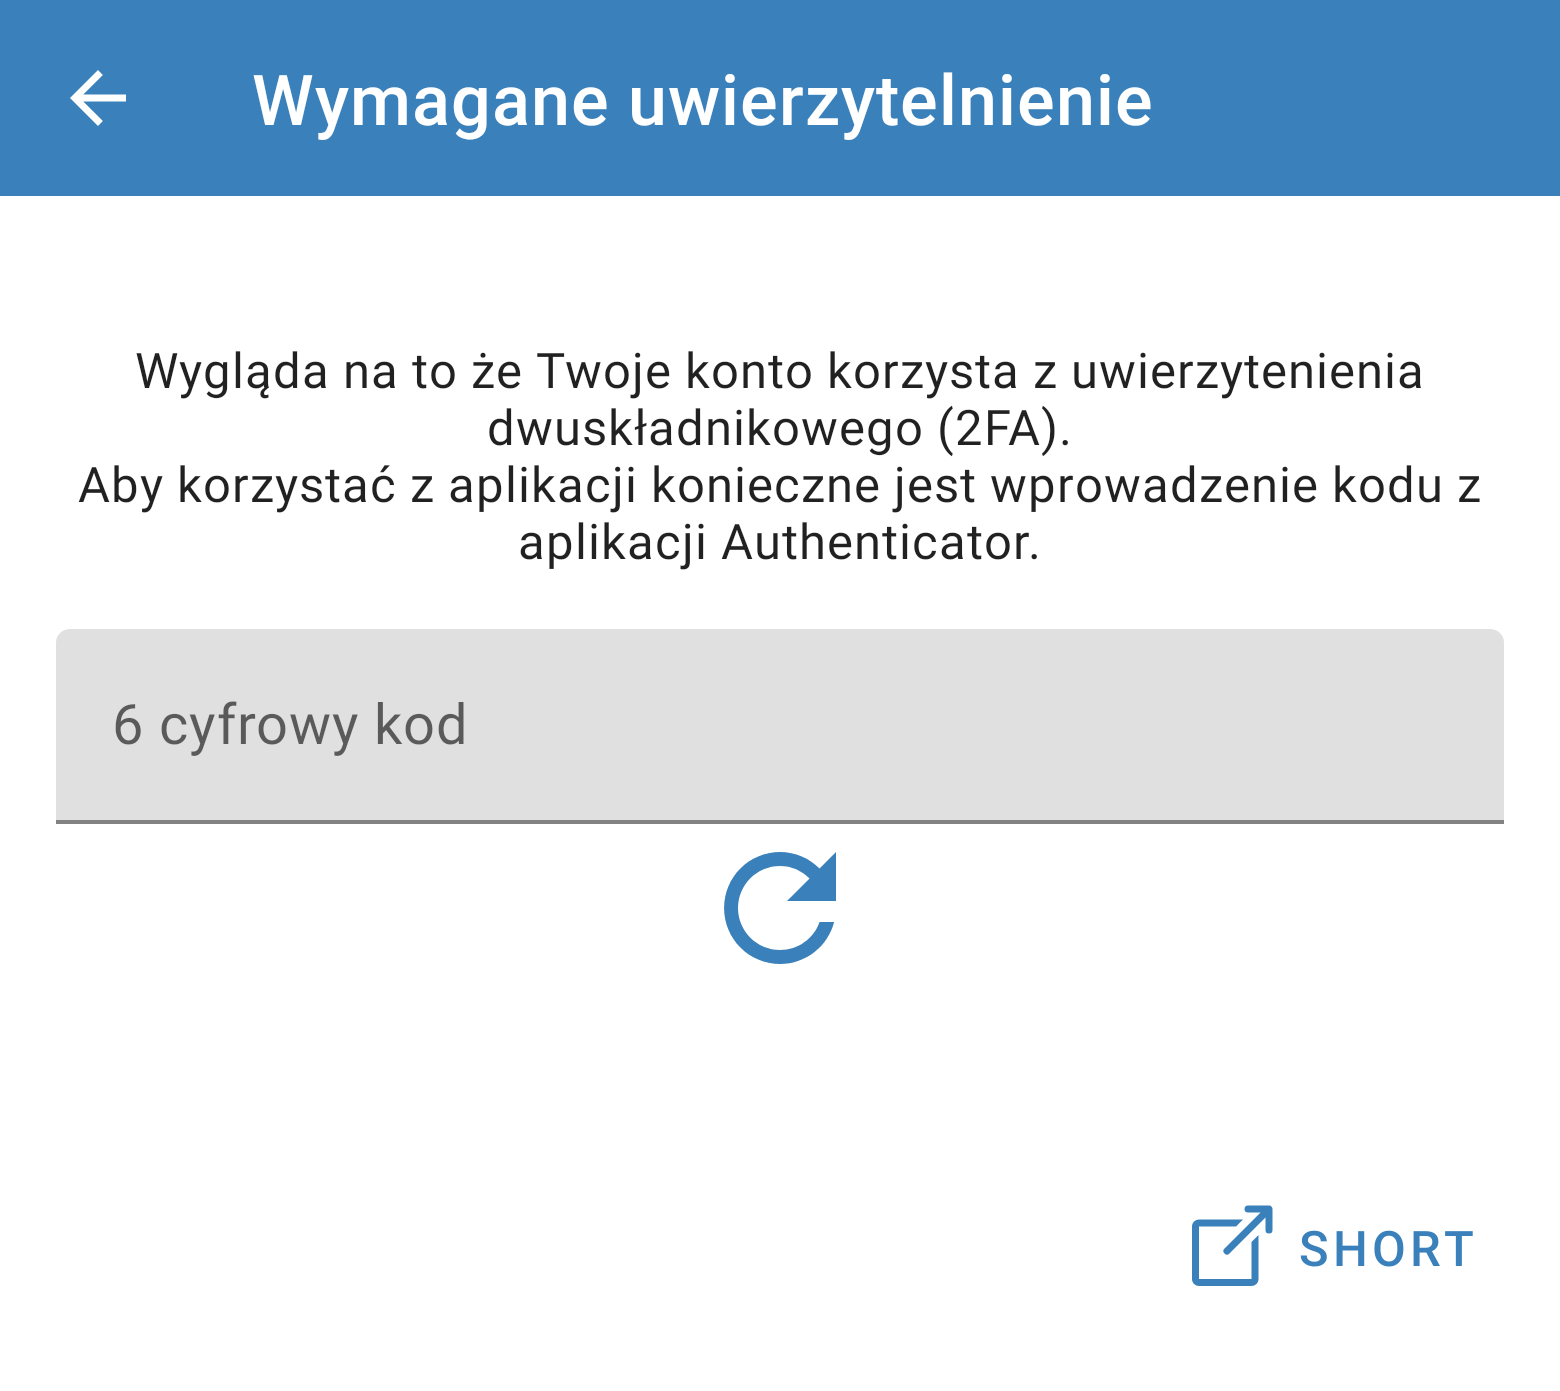 Wymagane uwierzytelnienie
Wygląda na to że Twoje konto korzysta z uwierzytenienia
dwuskładnikowego (2FA).
Aby korzystać z aplikacji konieczne jest wprowadzenie kodu z
aplikacji Authenticator.
6 cyfrowy kod
SHORT